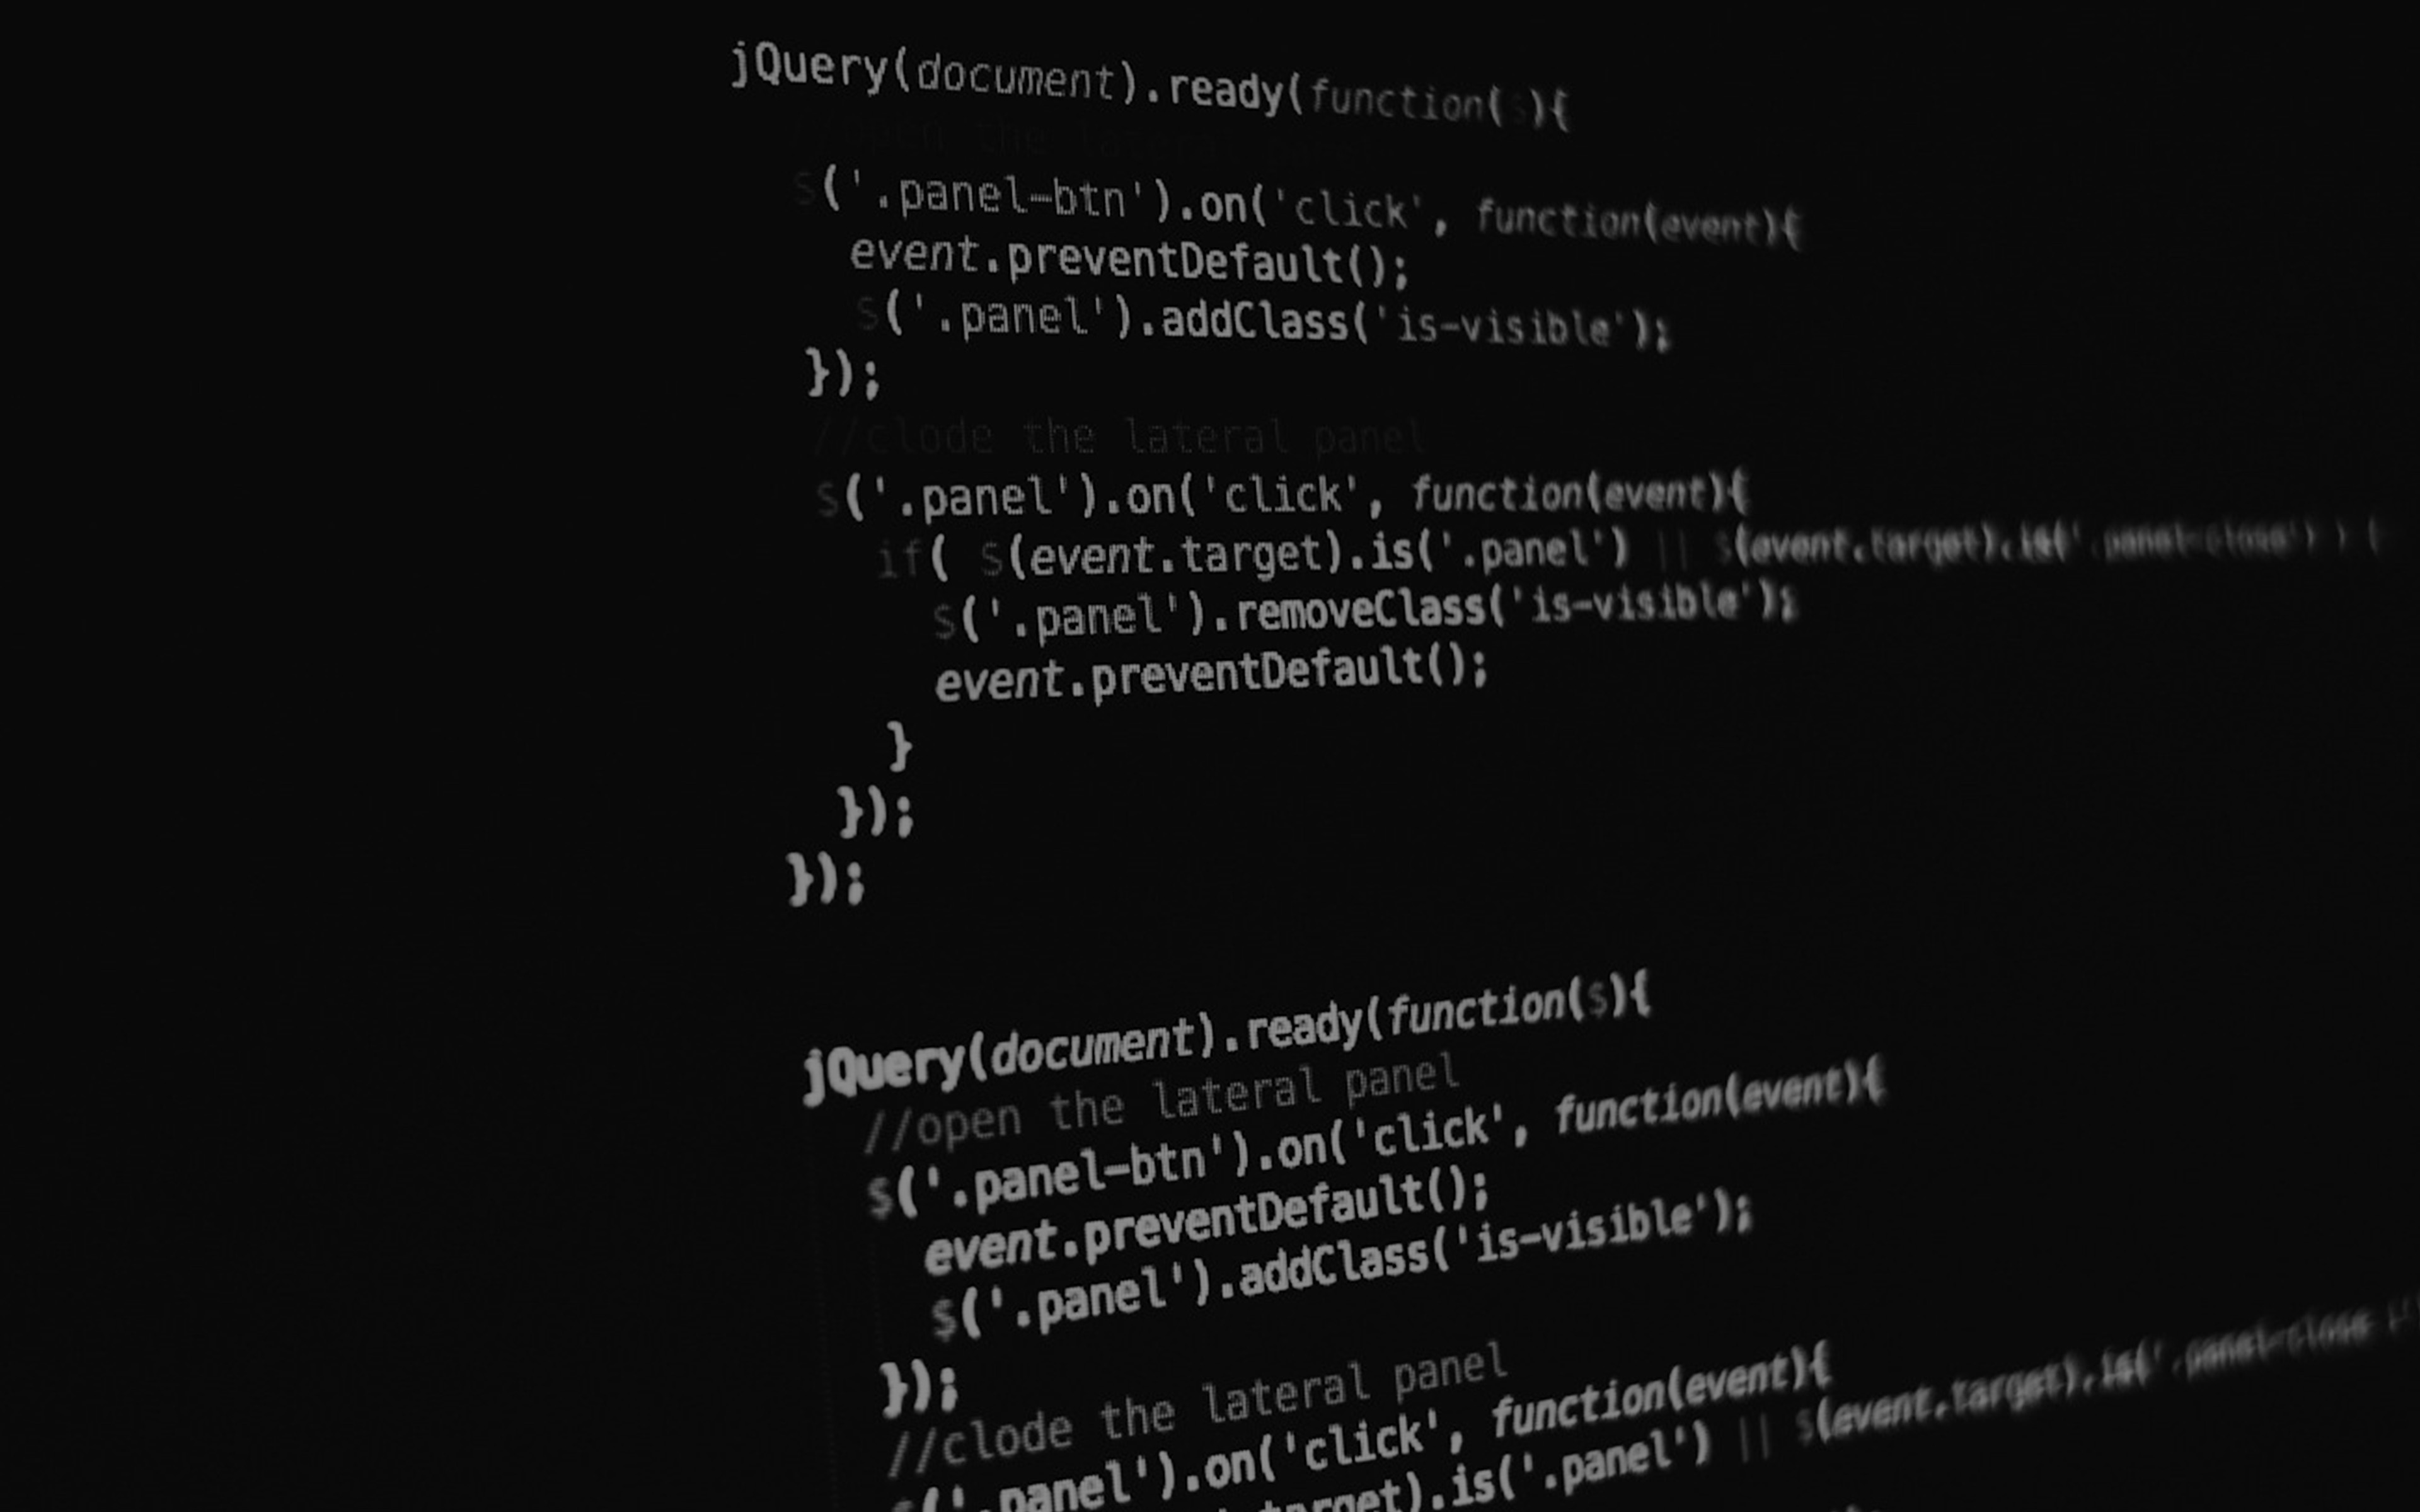 jQuery(document).ready(function($){
//open the lateral panel
$('.panel-btn').on('click', function(event){
event.preventDefault();
$('.panel').addClass('is-visible');
});
//clode the lateral panel
$('.panel').on('click', function(event){
if( $(event.target).is('.panel') || $(event.target).is('.panel-close') ) {
$('.panel').removeClass('is-visible');
event.preventDefault();
}
});
});
jQuery(document).ready(function($){
//open the lateral panel
$('.panel-btn').on('click', function(event){
event.preventDefault();
$('.panel').addClass('is-visible');
});
//clode the lateral panel
$('.panel').on('click', function(event){
target).is('.panel') || $(event.target).is('.panel-close